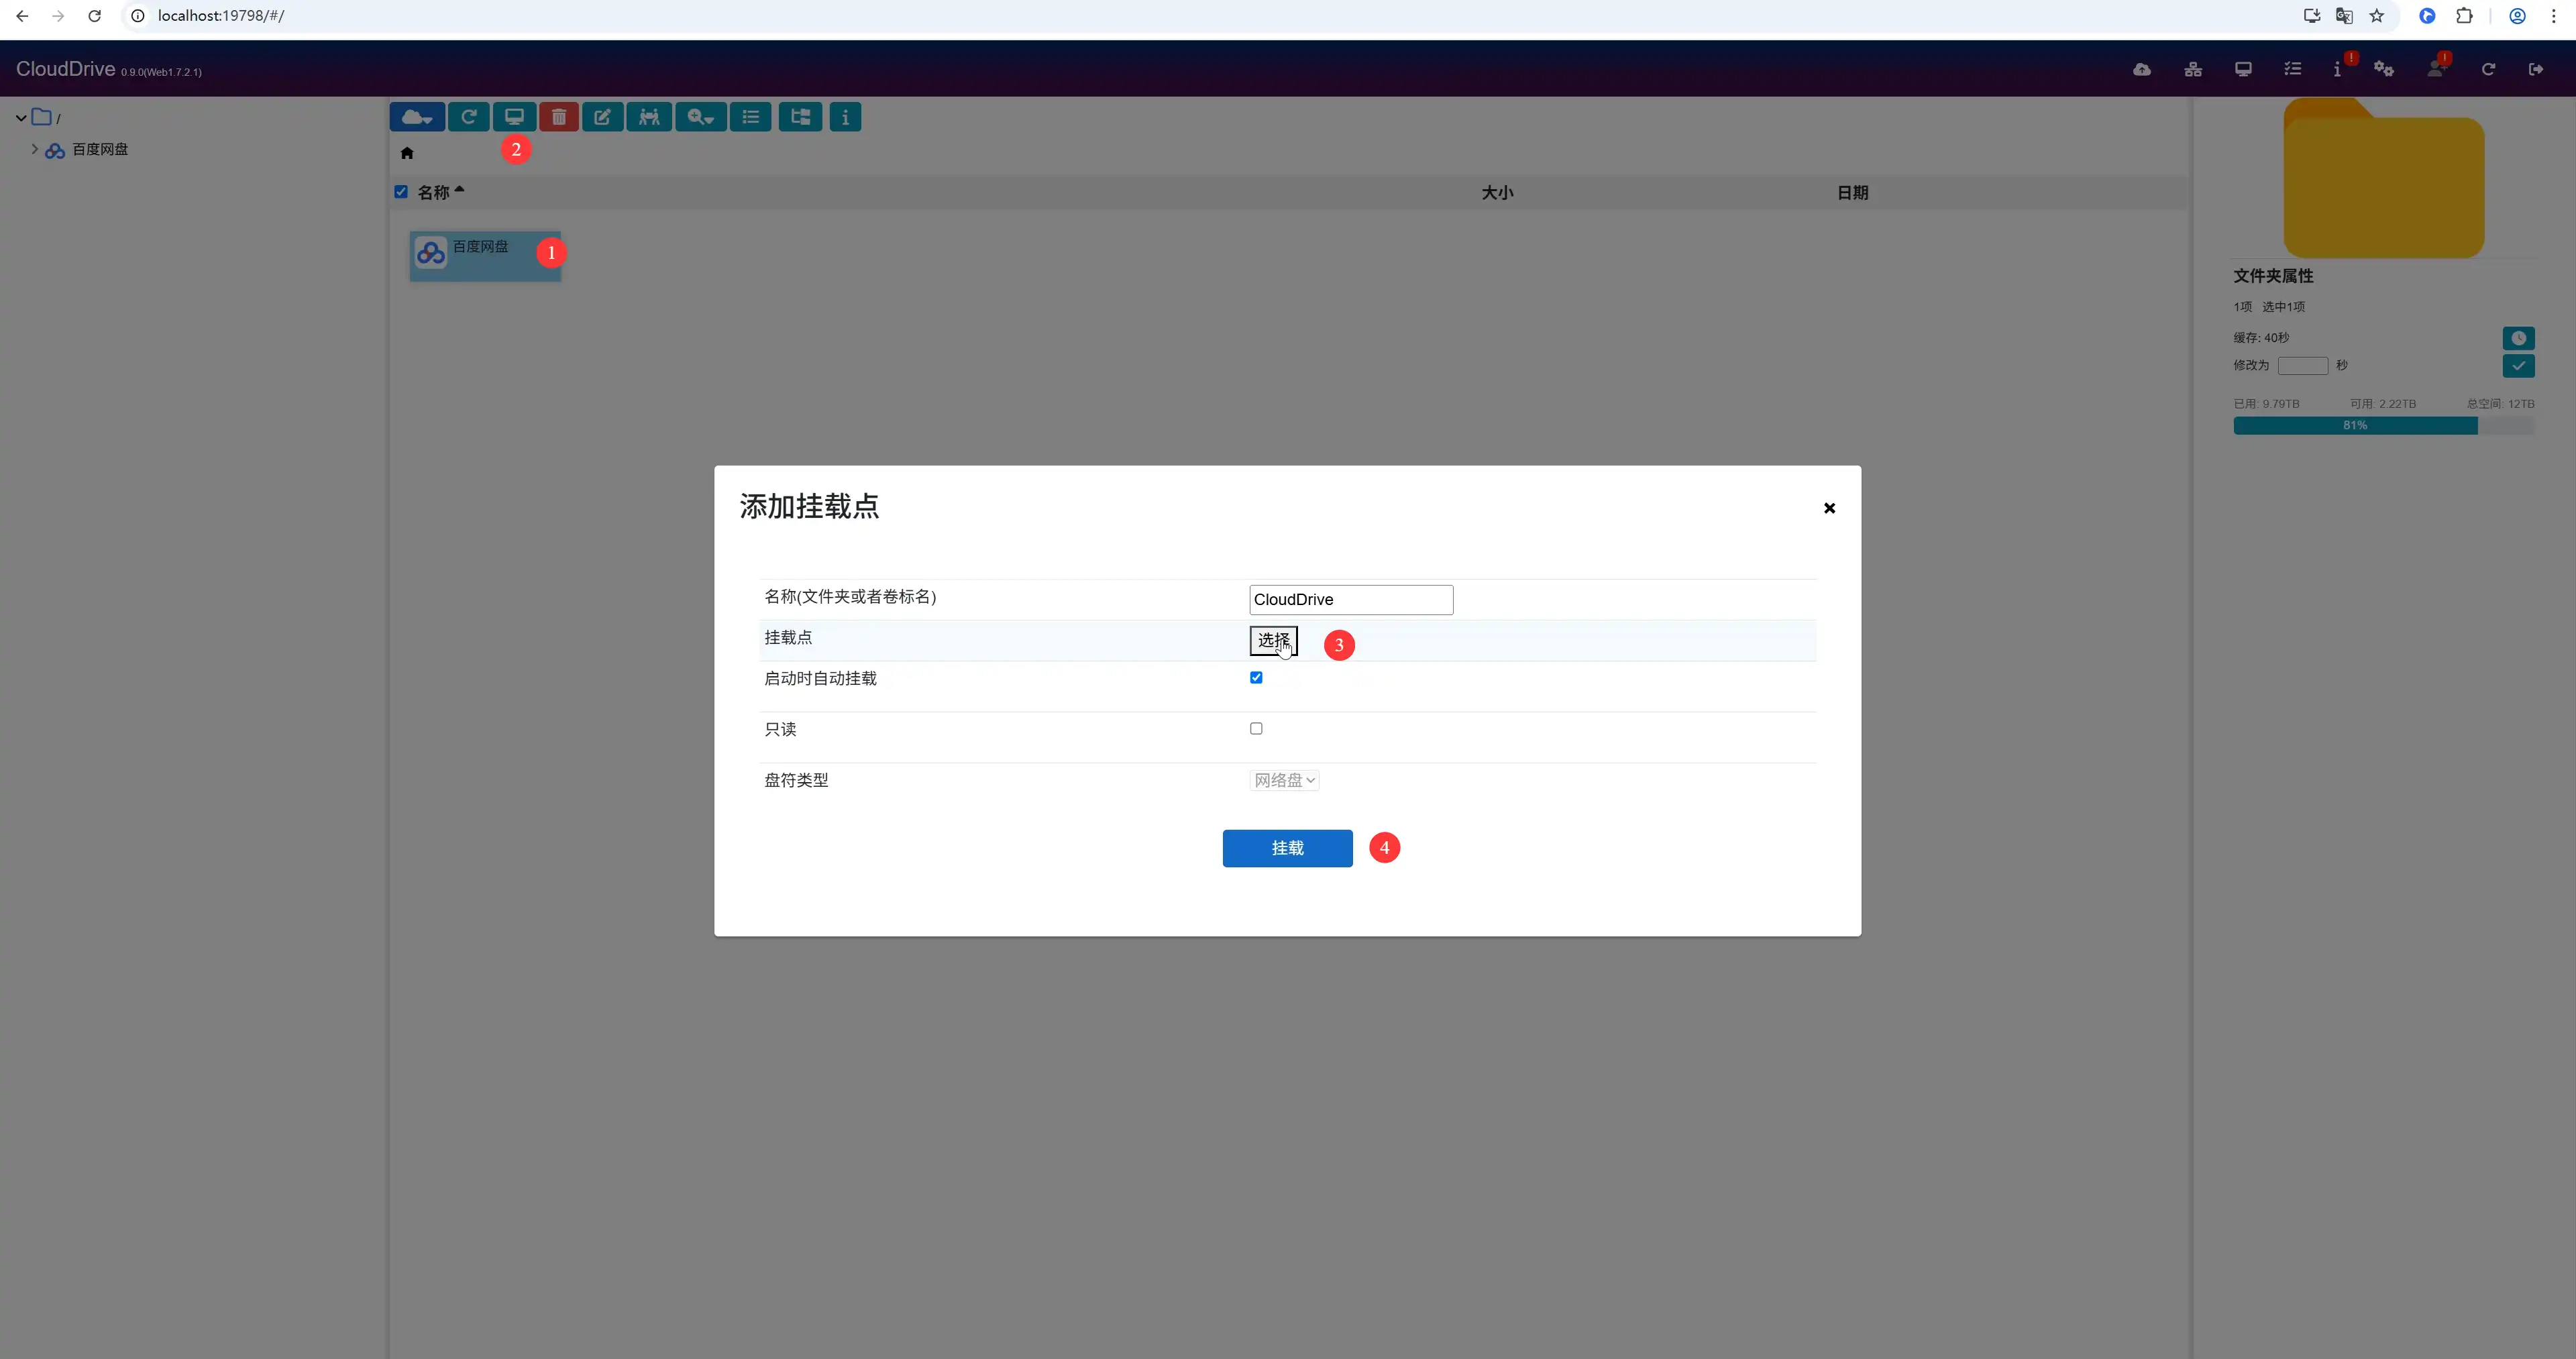 localhost:19798/#/
CloudDrive 0.9.0(Web1.7.2.1)
! !
/
百度网盘
2
名称 大小 日期
百度网盘
1
文件夹属性
1项 选中1项
缓存: 40秒
修改为 秒
已用: 9.79TB 可用: 2.22TB 总空间: 12TB
81%
添加挂载点
名称(文件夹或者卷标名) CloudDrive
挂载点 选择 3
启动时自动挂载
只读
盘符类型 网络盘
挂载 4